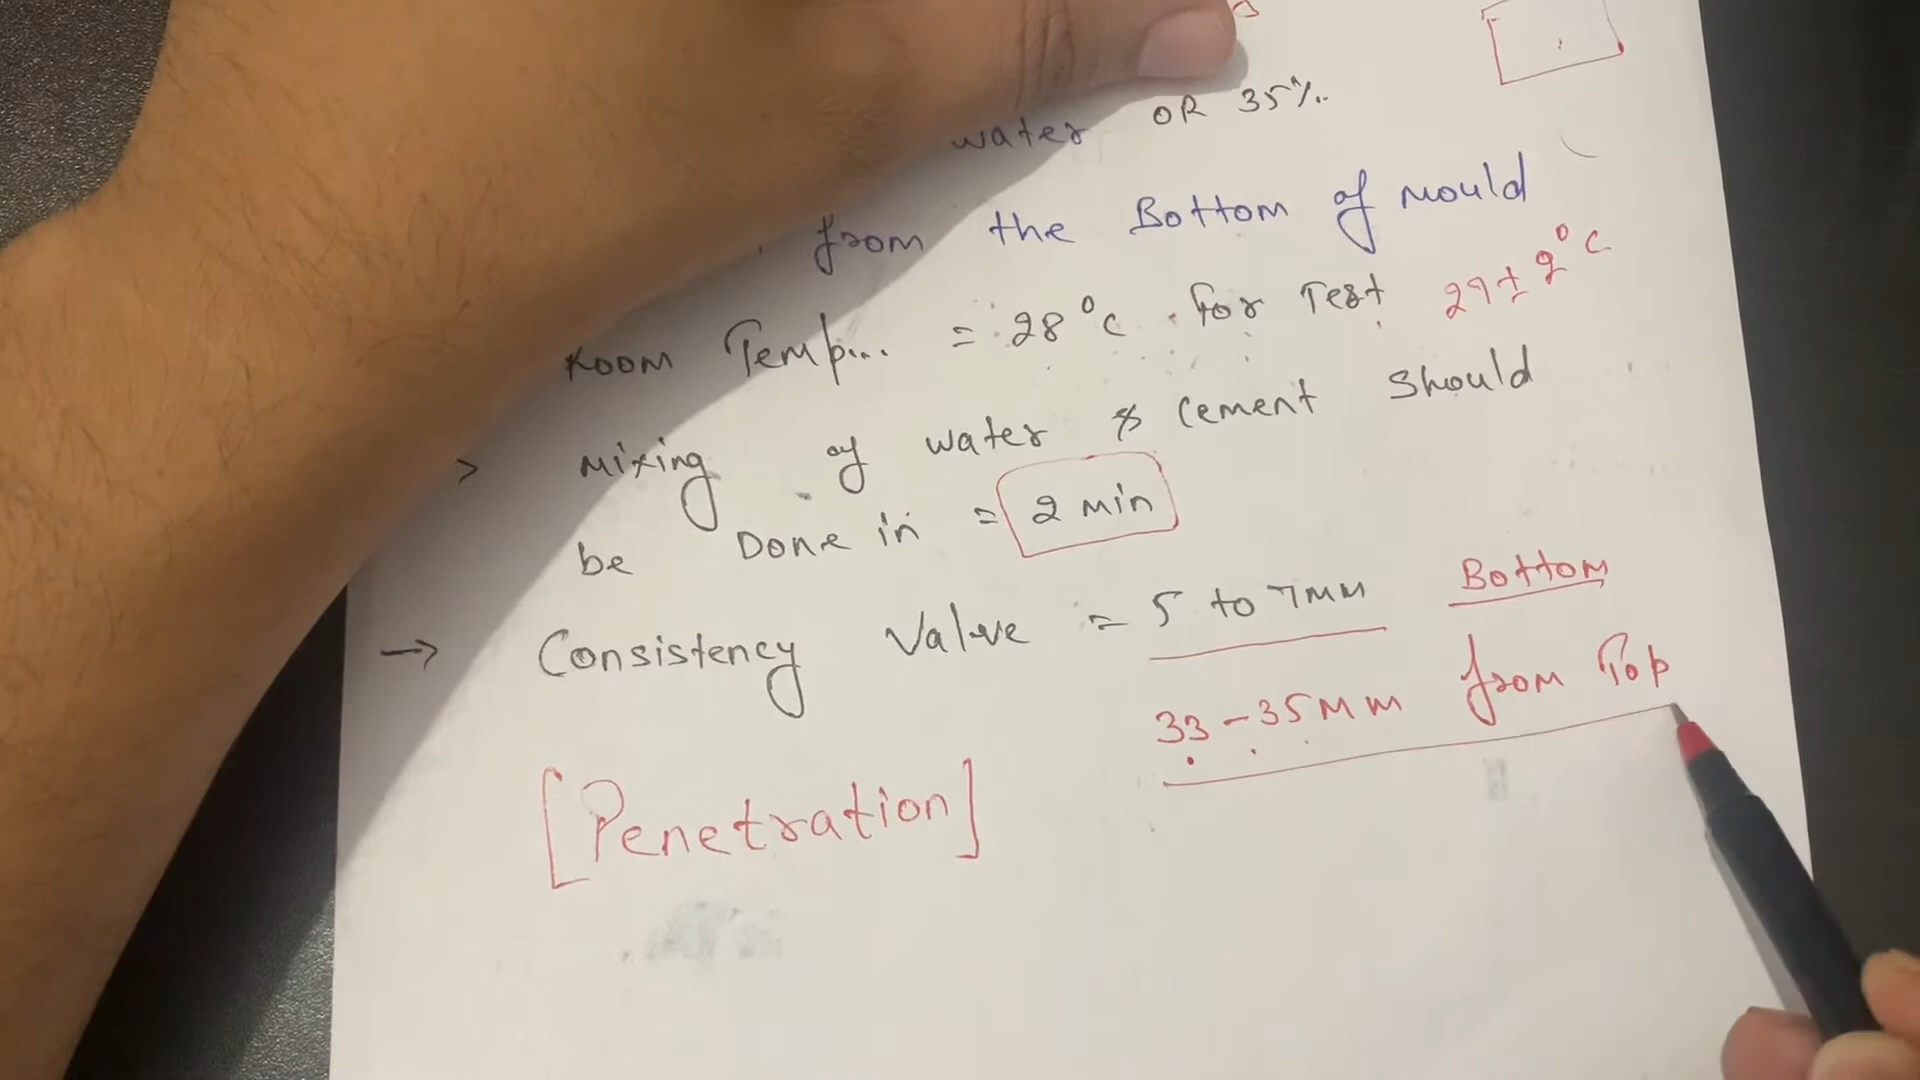 water OR 35%
from the Bottom of mould
Room Temp... = 28°C For Test 27±2°C
> mixing of water & cement should
be Done in = 2 min
→ Consistency Value = 5 to 7mm Bottom
33-35mm from Top
[Penetration]